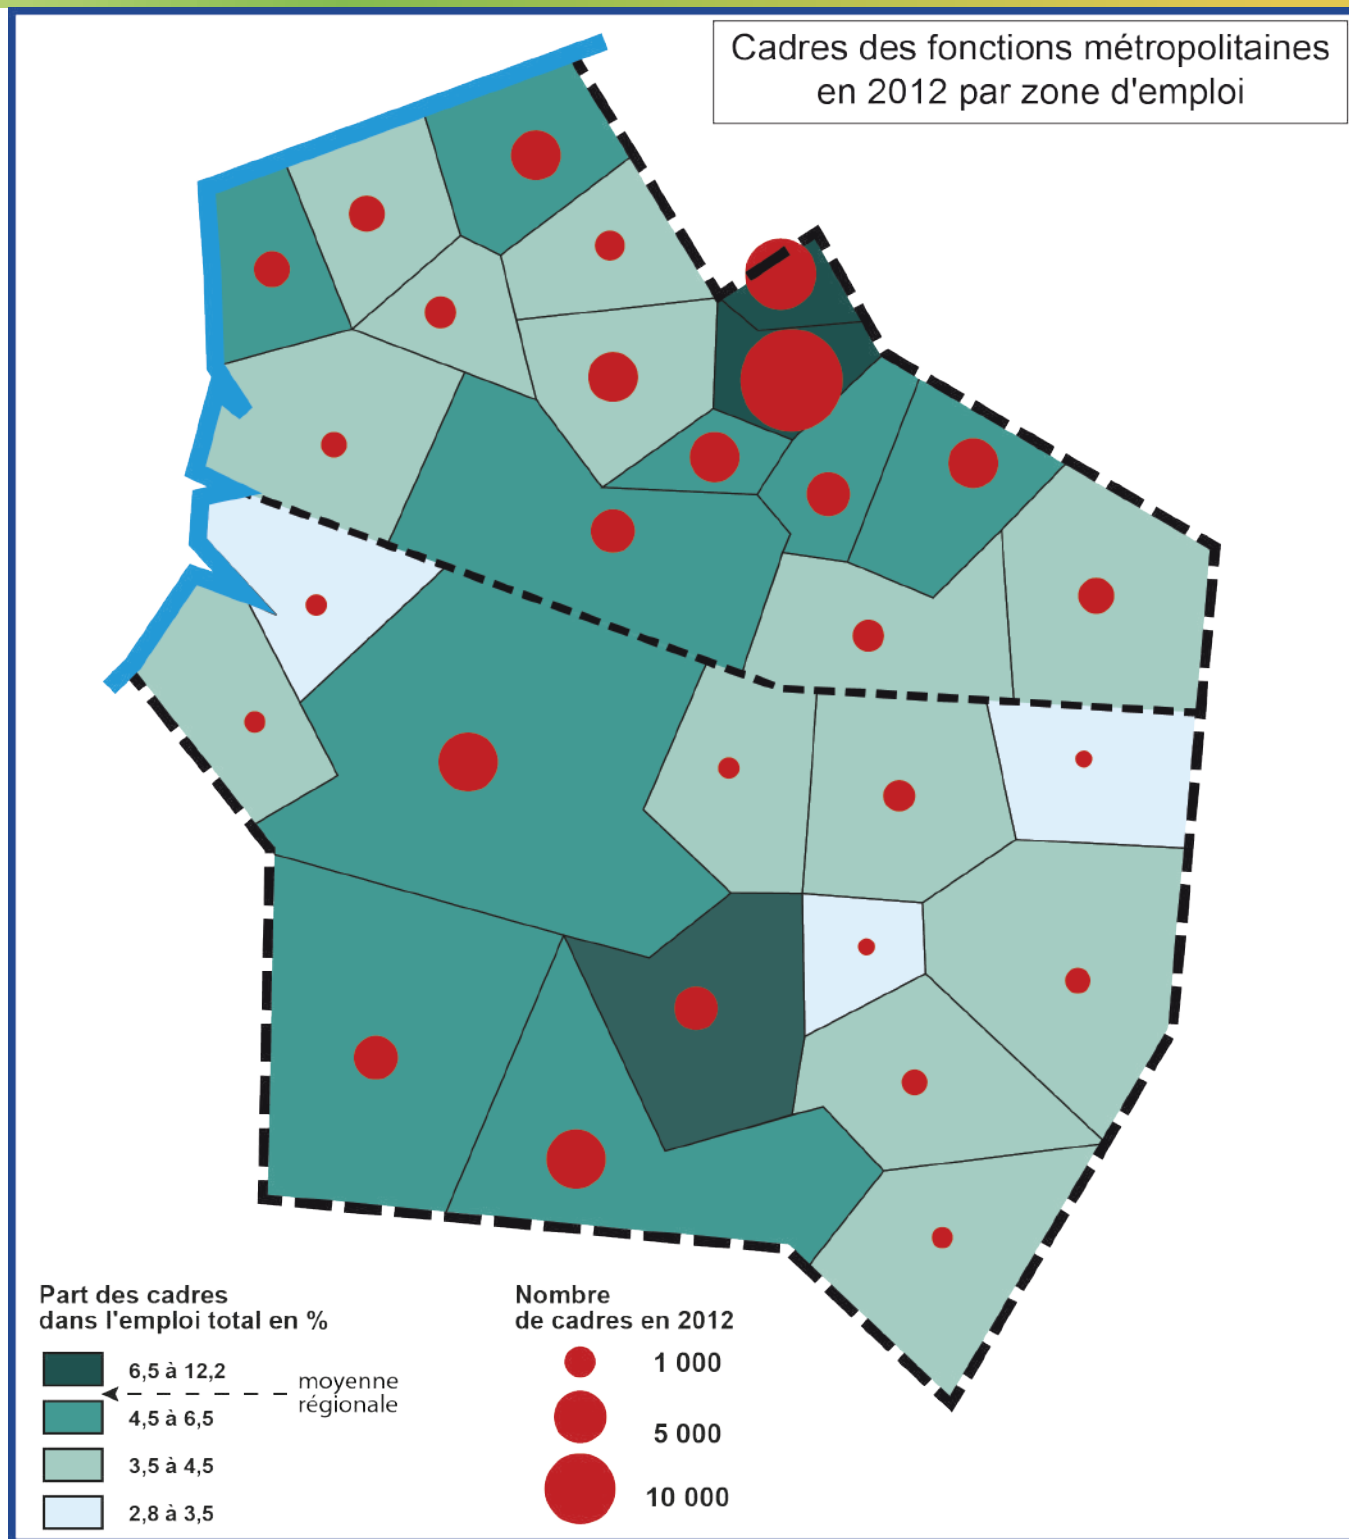 Cadres des fonctions métropolitaines
en 2012 par zone d'emploi
Part des cadres
dans l'emploi total en %
6,5 à 12,2
moyenne
régionale
4,5 à 6,5
3,5 à 4,5
2,8 à 3,5
Nombre
de cadres en 2012
1 000
5 000
10 000